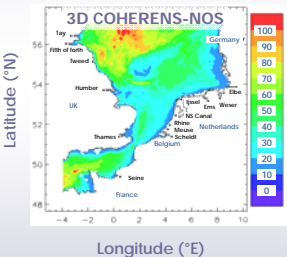 3D COHERENS-NOS
Tay
Fifth of forth
Tweed
Germany
Humber
UK
Elbe
Ijssel
Ems
Weser
NS Canal
Rhine
Meuse
Netherlands
Thames
Scheldt
Belgium
Seine
France
56
54
52
50
48
-4
-2
0
2
4
6
8
10
100
90
80
70
60
50
40
30
20
10
0
Latitude (°N)
Longitude (°E)